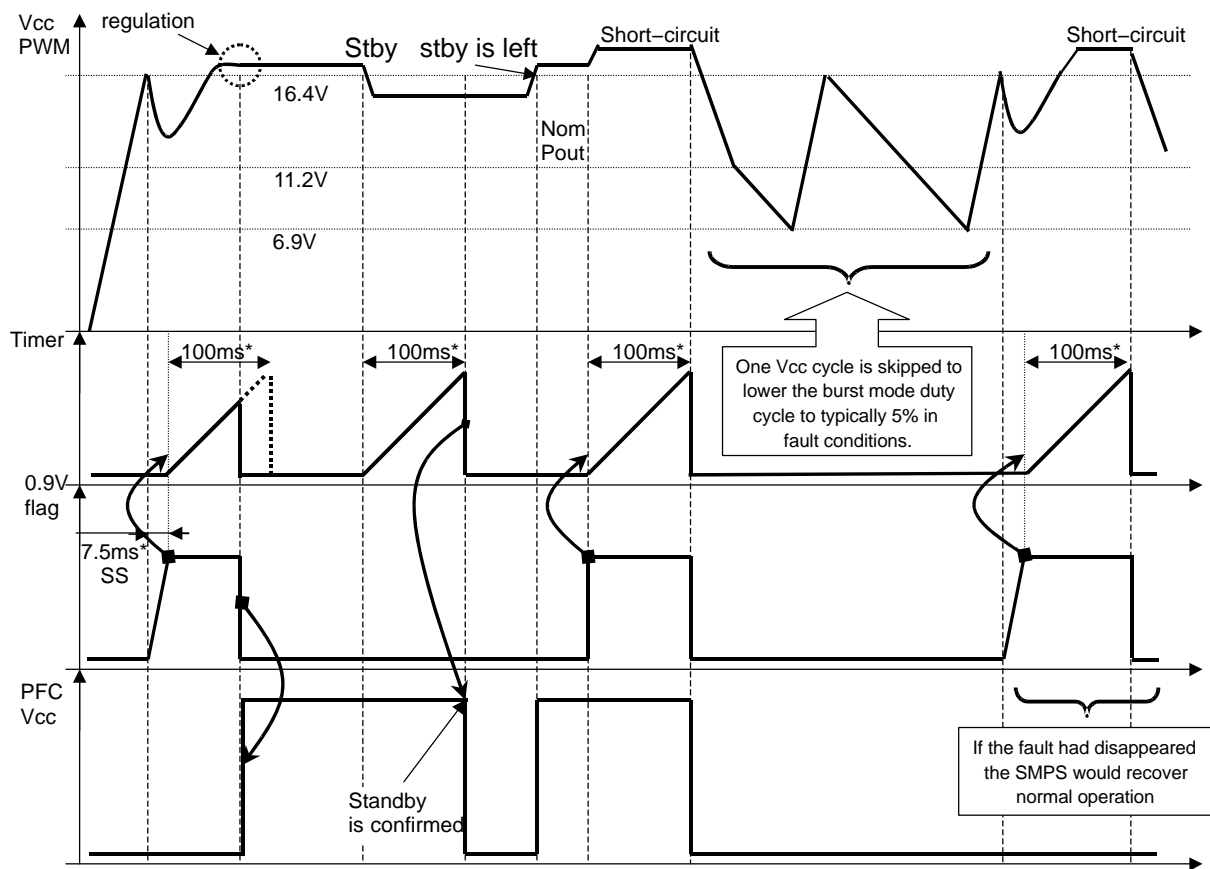 Vcc
PWM
regulation
Stby
stby is left
Short–circuit
Short–circuit
16.4V
Nom
Pout
11.2V
6.9V
Timer
100ms*
100ms*
100ms*
100ms*
One Vcc cycle is skipped to
lower the burst mode duty
cycle to typically 5% in
fault conditions.
0.9V
flag
7.5ms*
SS
PFC
Vcc
Standby
is confirmed
If the fault had disappeared
the SMPS would recover
normal operation